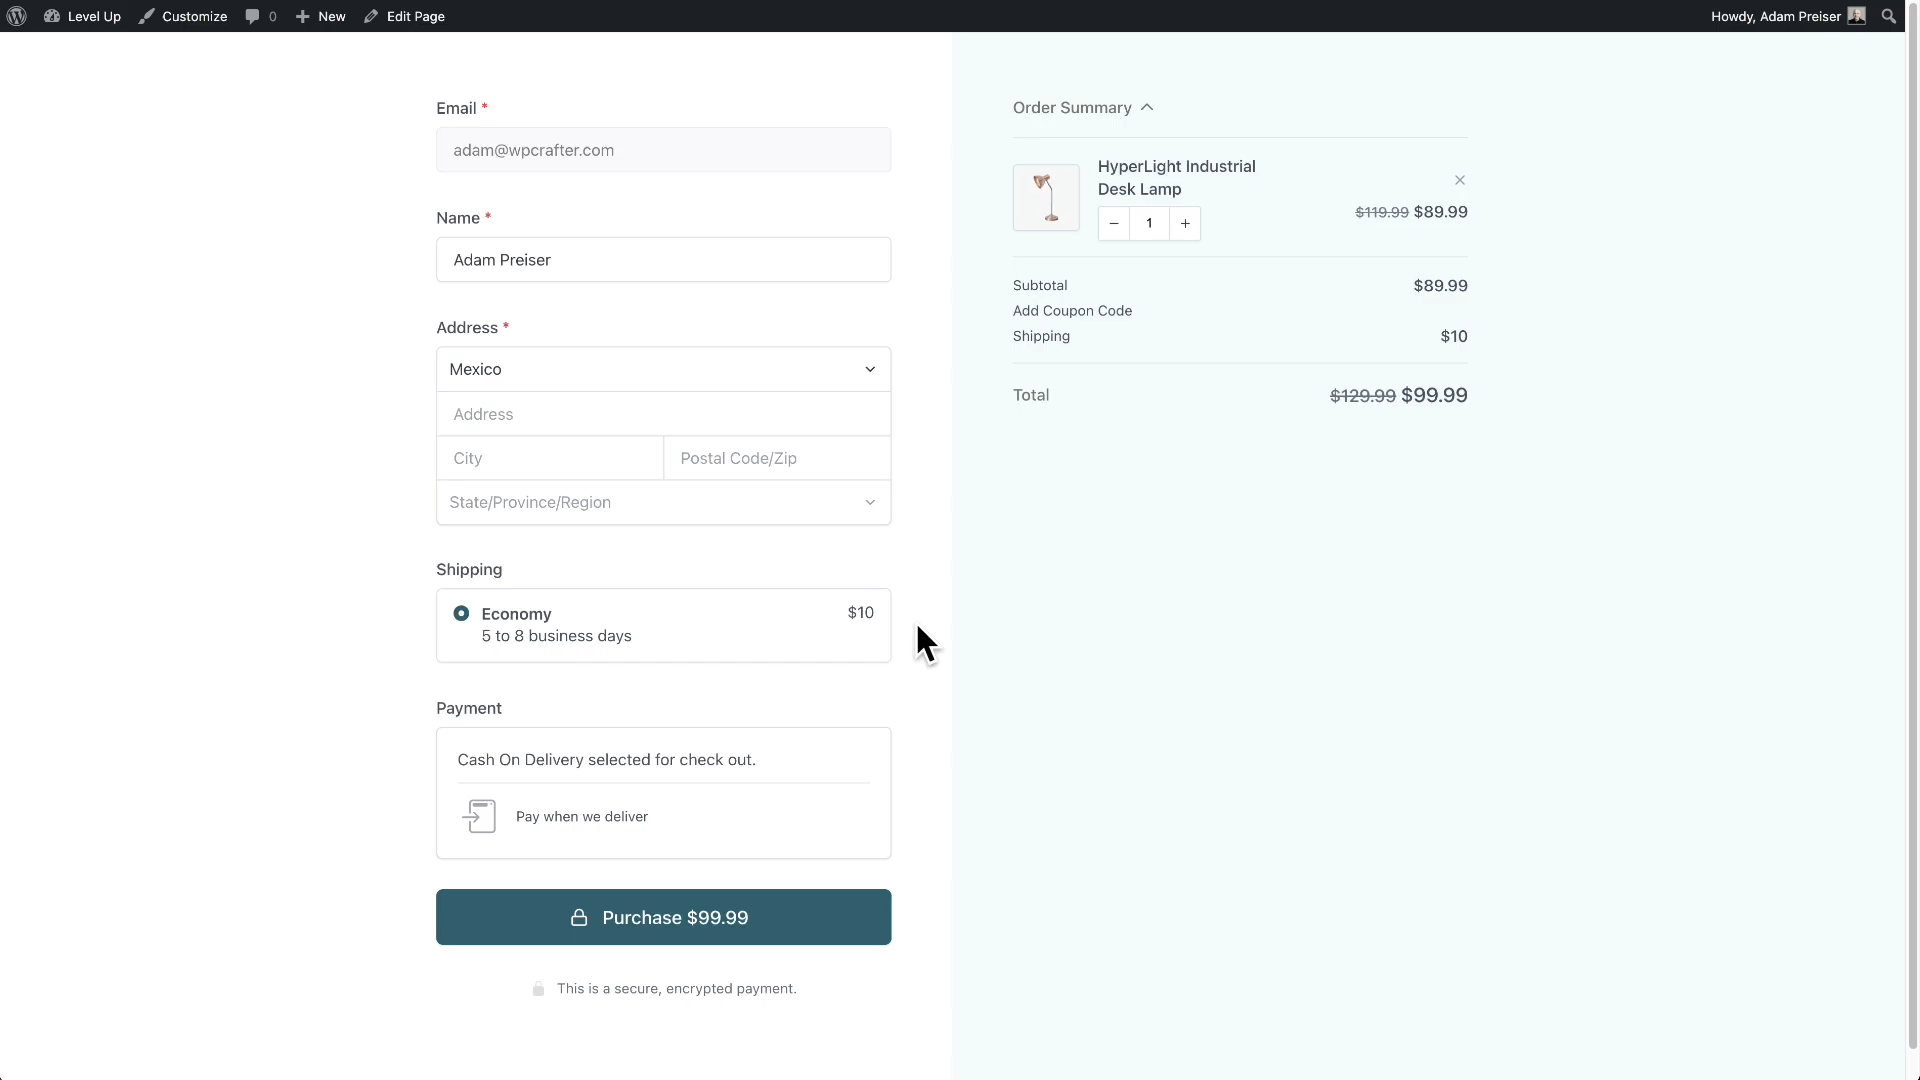 Level Up Customize 0 New Edit Page Howdy, Adam Preiser
Email *
adam@wpcrafter.com
Name *
Adam Preiser
Address *
Mexico
Address
City Postal Code/Zip
State/Province/Region
Shipping
Economy $10
5 to 8 business days
Payment
Cash On Delivery selected for check out.
Pay when we deliver
Purchase $99.99
This is a secure, encrypted payment.
Order Summary
HyperLight Industrial
Desk Lamp
− 1 +
$119.99 $89.99
Subtotal $89.99
Add Coupon Code
Shipping $10
Total $129.99 $99.99